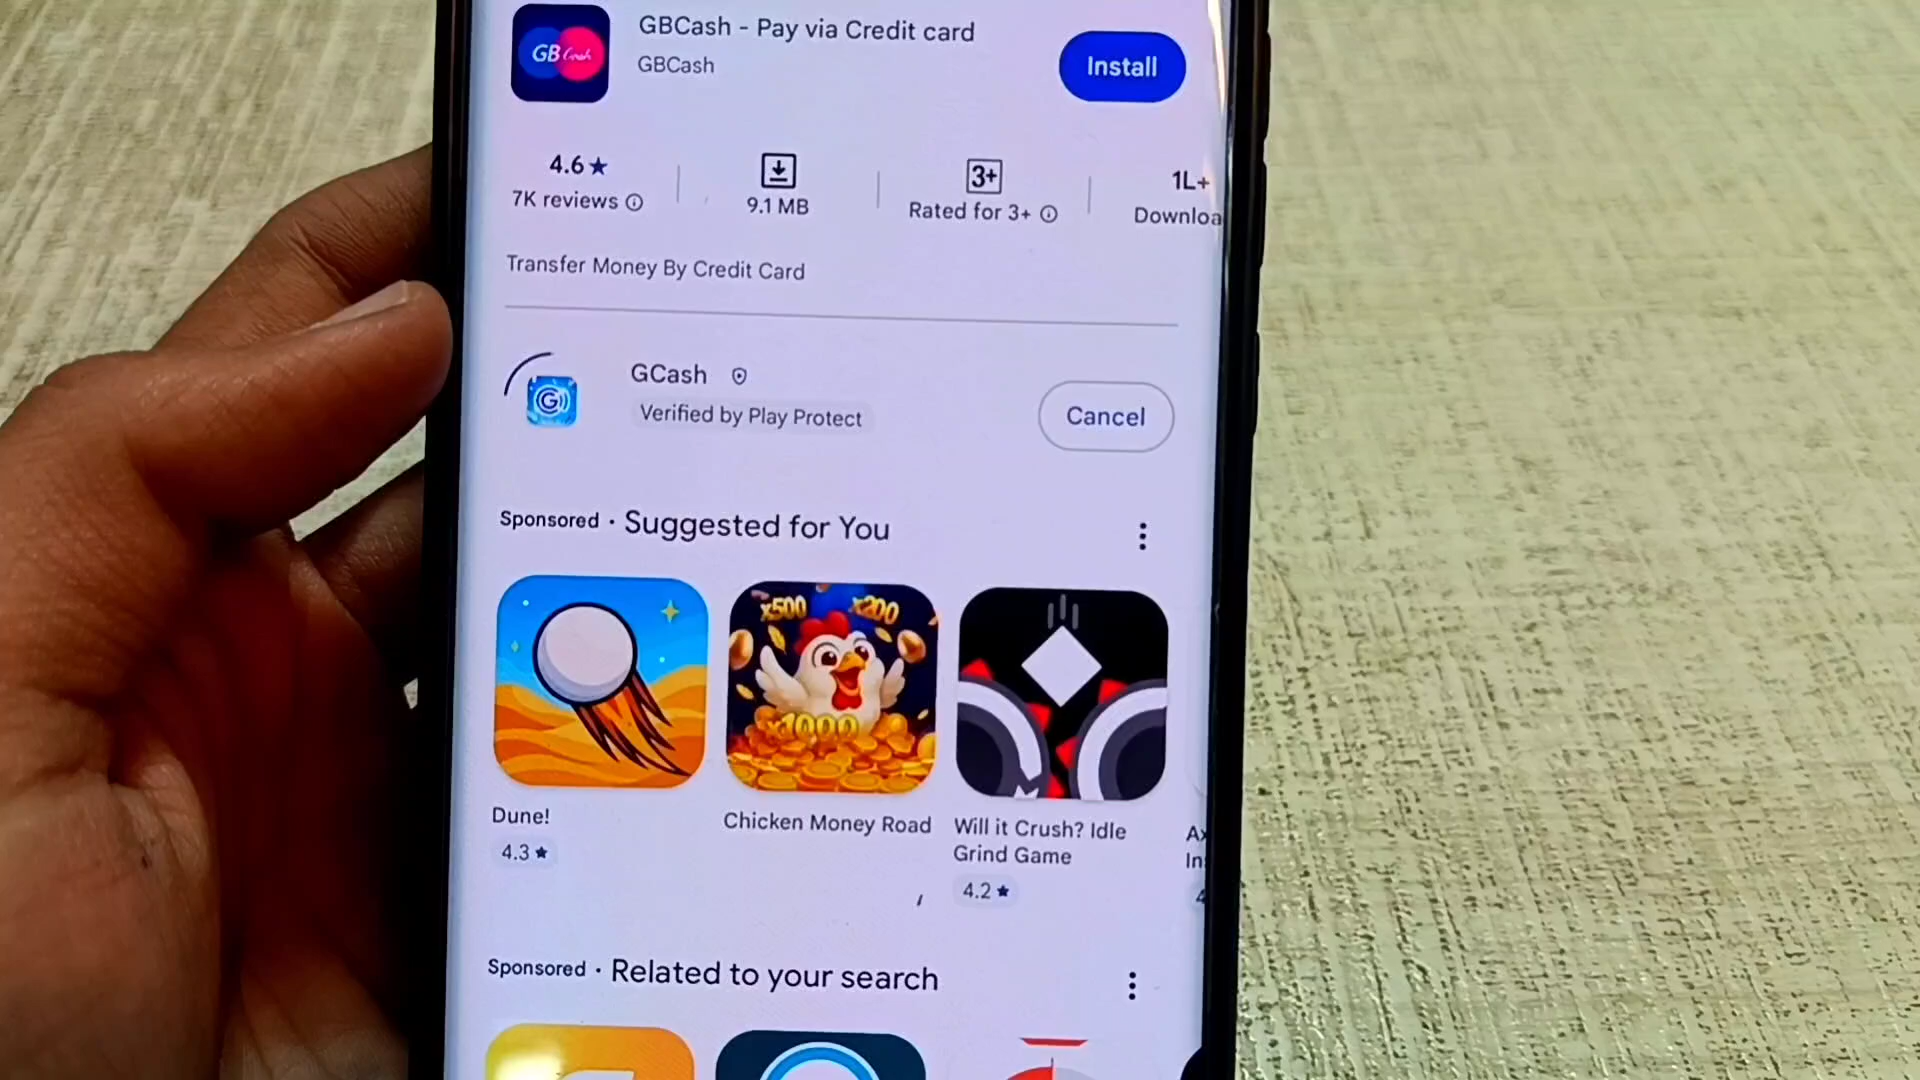 GBCash - Pay via Credit card
GB Cash
GBCash
Install
4.6★
7K reviews
9.1 MB
3+
Rated for 3+
1L+
Downloa
Transfer Money By Credit Card
GCash
G
Verified by Play Protect
Cancel
Sponsored · Suggested for You
x500 x200
x1000
Dune!
4.3★
Chicken Money Road
Will it Crush? Idle
Grind Game
4.2★
Sponsored · Related to your search